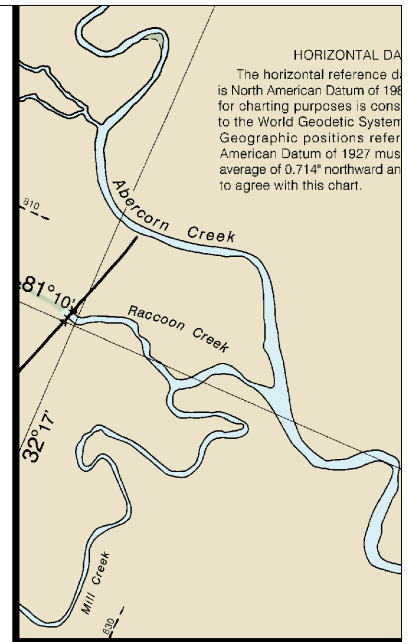 HORIZONTAL DA
The horizontal reference da
is North American Datum of 198
for charting purposes is cons
to the World Geodetic System
Geographic positions refer
American Datum of 1927 mus
average of 0.714" northward an
to agree with this chart.
Abercorn Creek
810
81°10'
Raccoon Creek
32°17'
Mill Creek
830